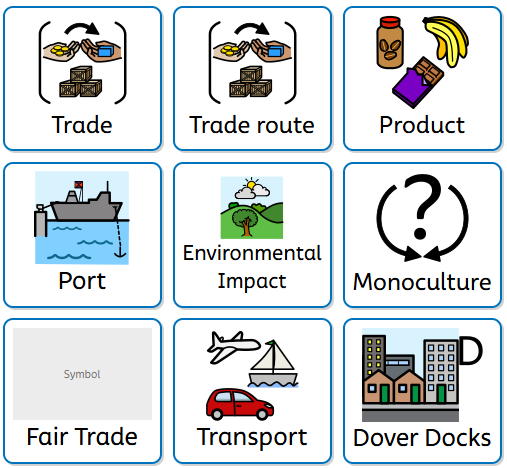 Trade
Trade route
Product
Port
Environmental
Impact
?
Monoculture
Symbol
Fair Trade
Transport
D
Dover Docks